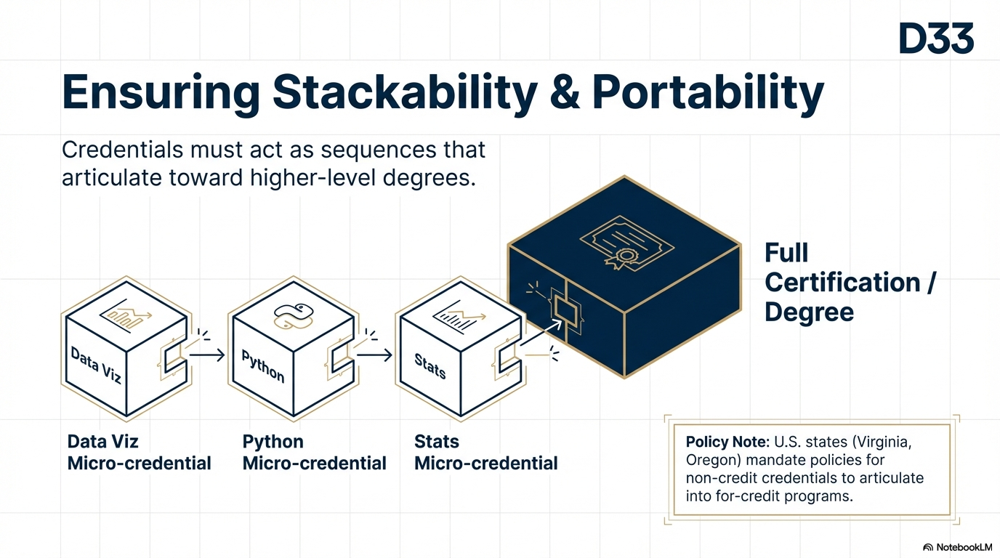 D33
Ensuring Stackability & Portability
Credentials must act as sequences that
articulate toward higher-level degrees.
Full
Certification /
Degree
Data Viz
Python
Stats
Data Viz
Micro-credential
Python
Micro-credential
Stats
Micro-credential
Policy Note: U.S. states (Virginia,
Oregon) mandate policies for
non-credit credentials to articulate
into for-credit programs.
NotebookLM